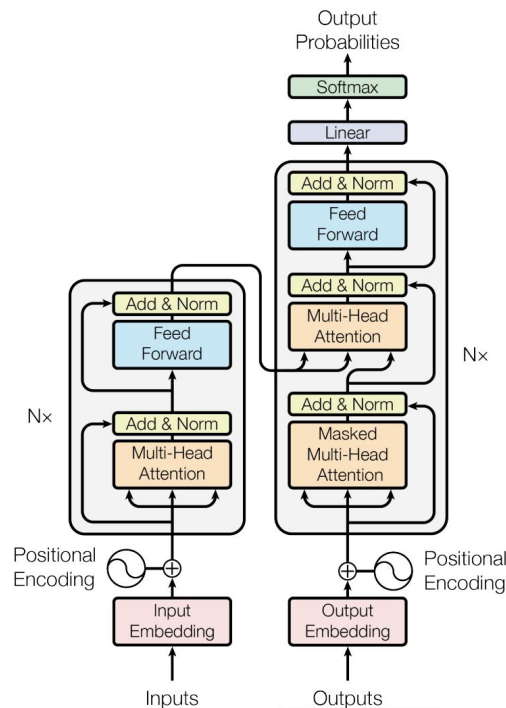 Output
Probabilities
Softmax
Linear
Add & Norm
Feed
Forward
Add & Norm
Multi-Head
Attention
Add & Norm
Masked
Multi-Head
Attention
N×
Add & Norm
Feed
Forward
Add & Norm
Multi-Head
Attention
N×
Positional
Encoding
Positional
Encoding
Input
Embedding
Output
Embedding
Inputs
Outputs